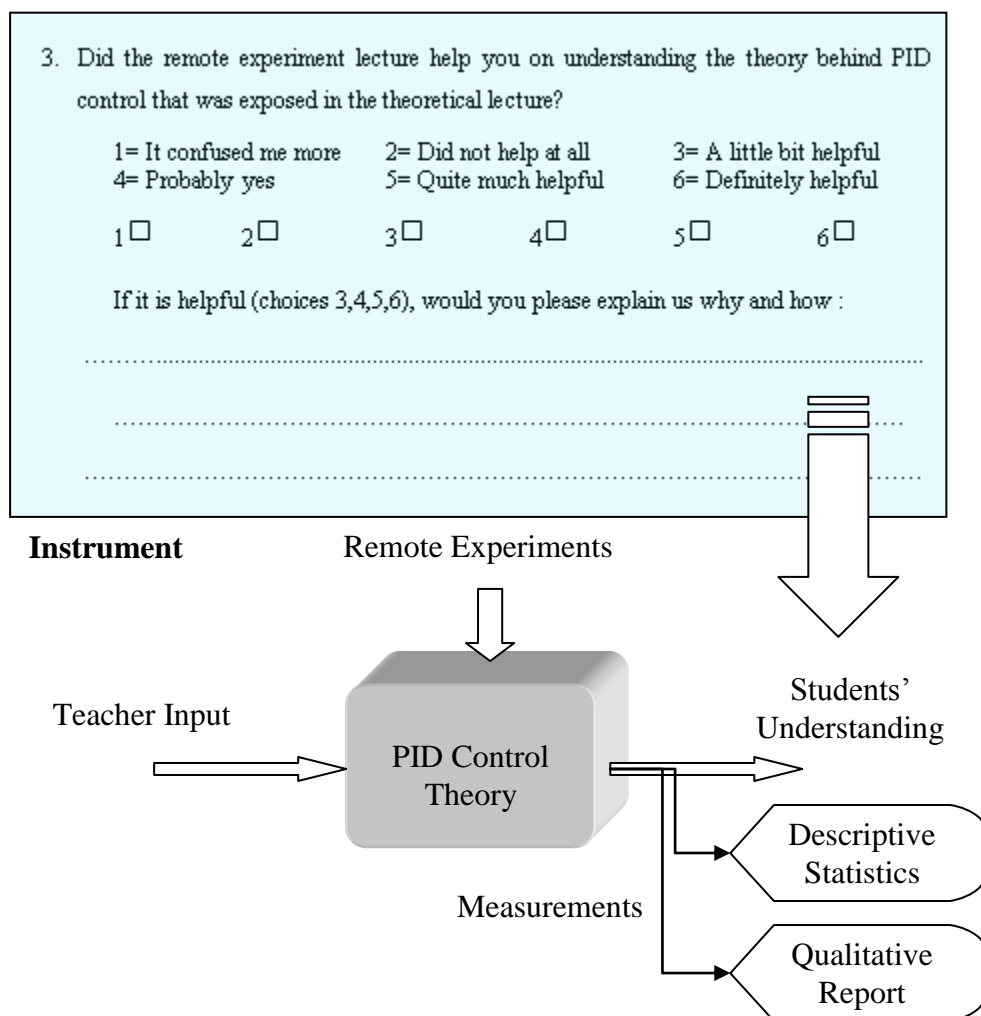 3. Did the remote experiment lecture help you on understanding the theory behind PID
control that was exposed in the theoretical lecture?
1= It confused me more 2= Did not help at all 3= A little bit helpful
4= Probably yes 5= Quite much helpful 6= Definitely helpful
1☐ 2☐ 3☐ 4☐ 5☐ 6☐
If it is helpful (choices 3,4,5,6), would you please explain us why and how :
Instrument
Remote Experiments
Teacher Input
PID Control
Theory
Students’
Understanding
Descriptive
Statistics
Measurements
Qualitative
Report